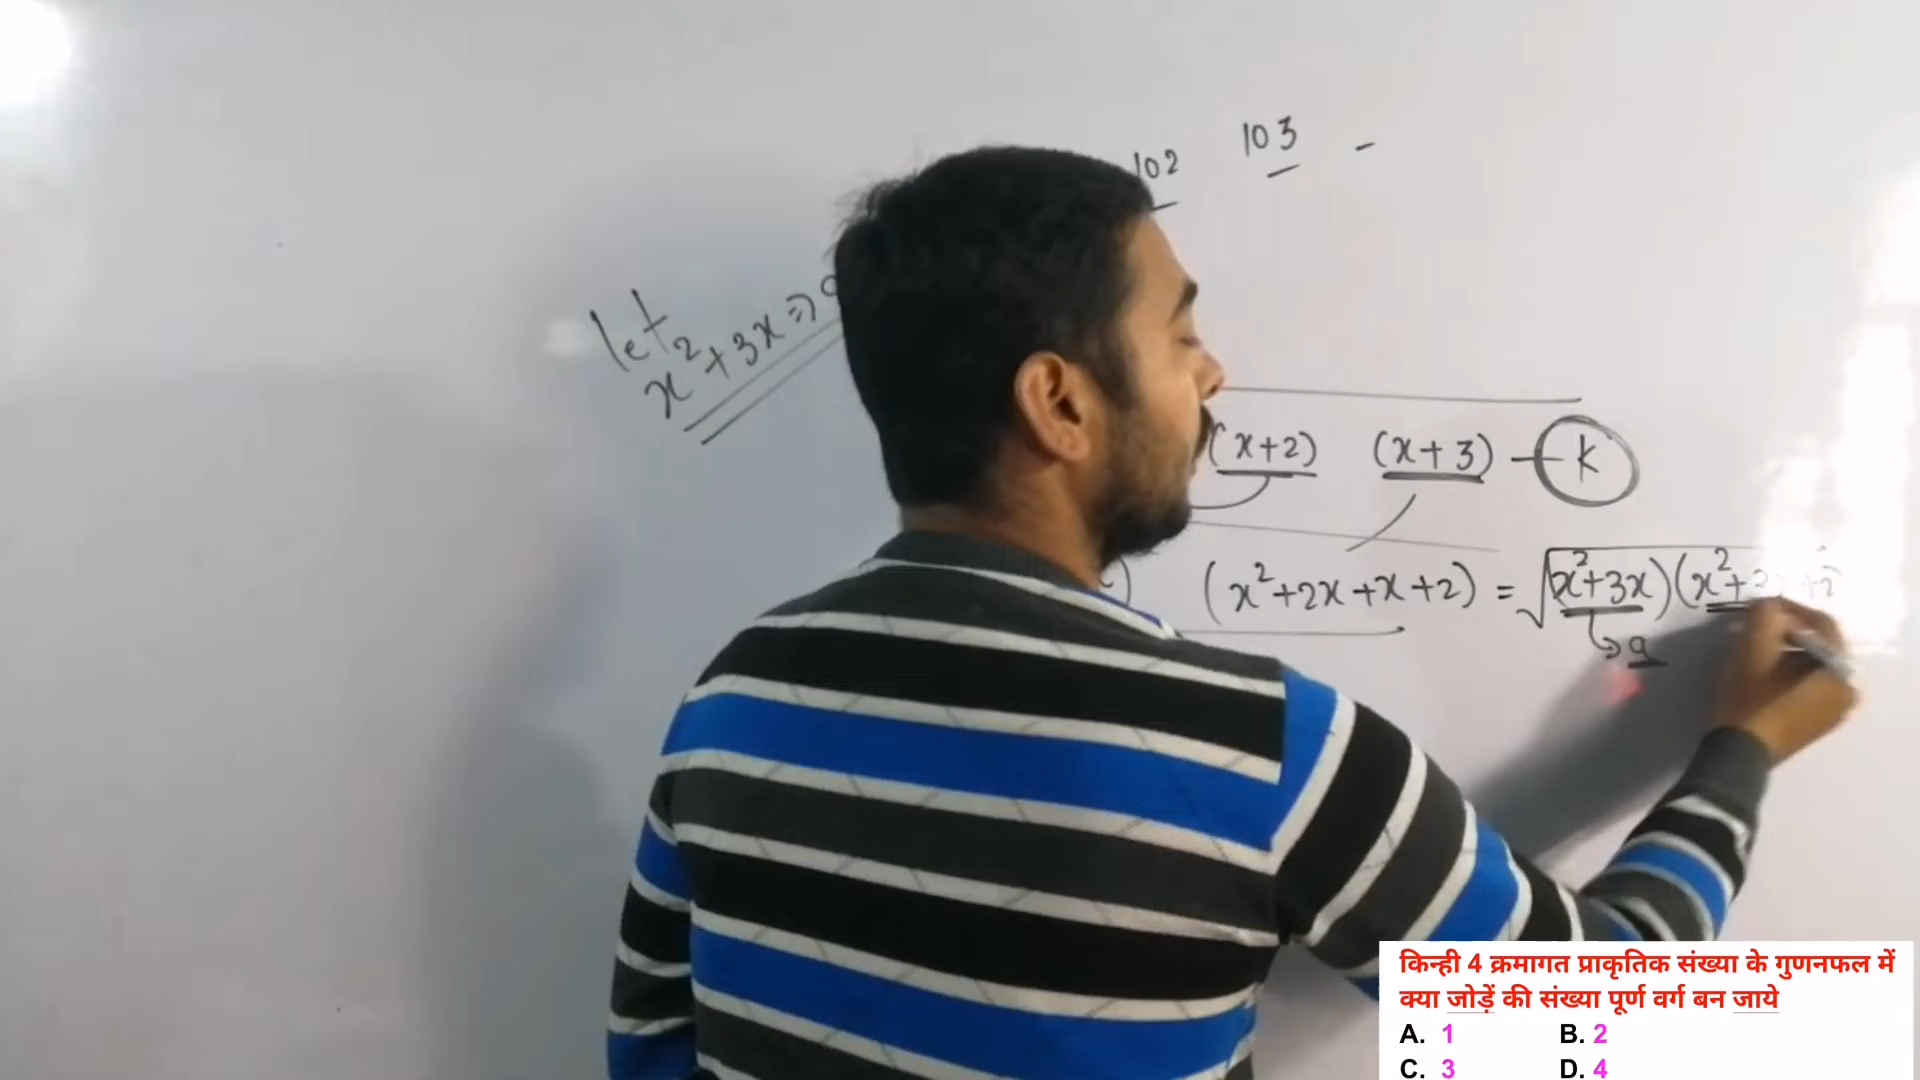 102 103 -
let
x²+3x ⇒
(x+2) (x+3) - k
(x²+2x+x+2) = √(x²+3x)(x²+
a
किन्ही 4 क्रमागत प्राकृतिक संख्या के गुणनफल में
क्या जोड़ें की संख्या पूर्ण वर्ग बन जाये
A. 1 B. 2
C. 3 D. 4